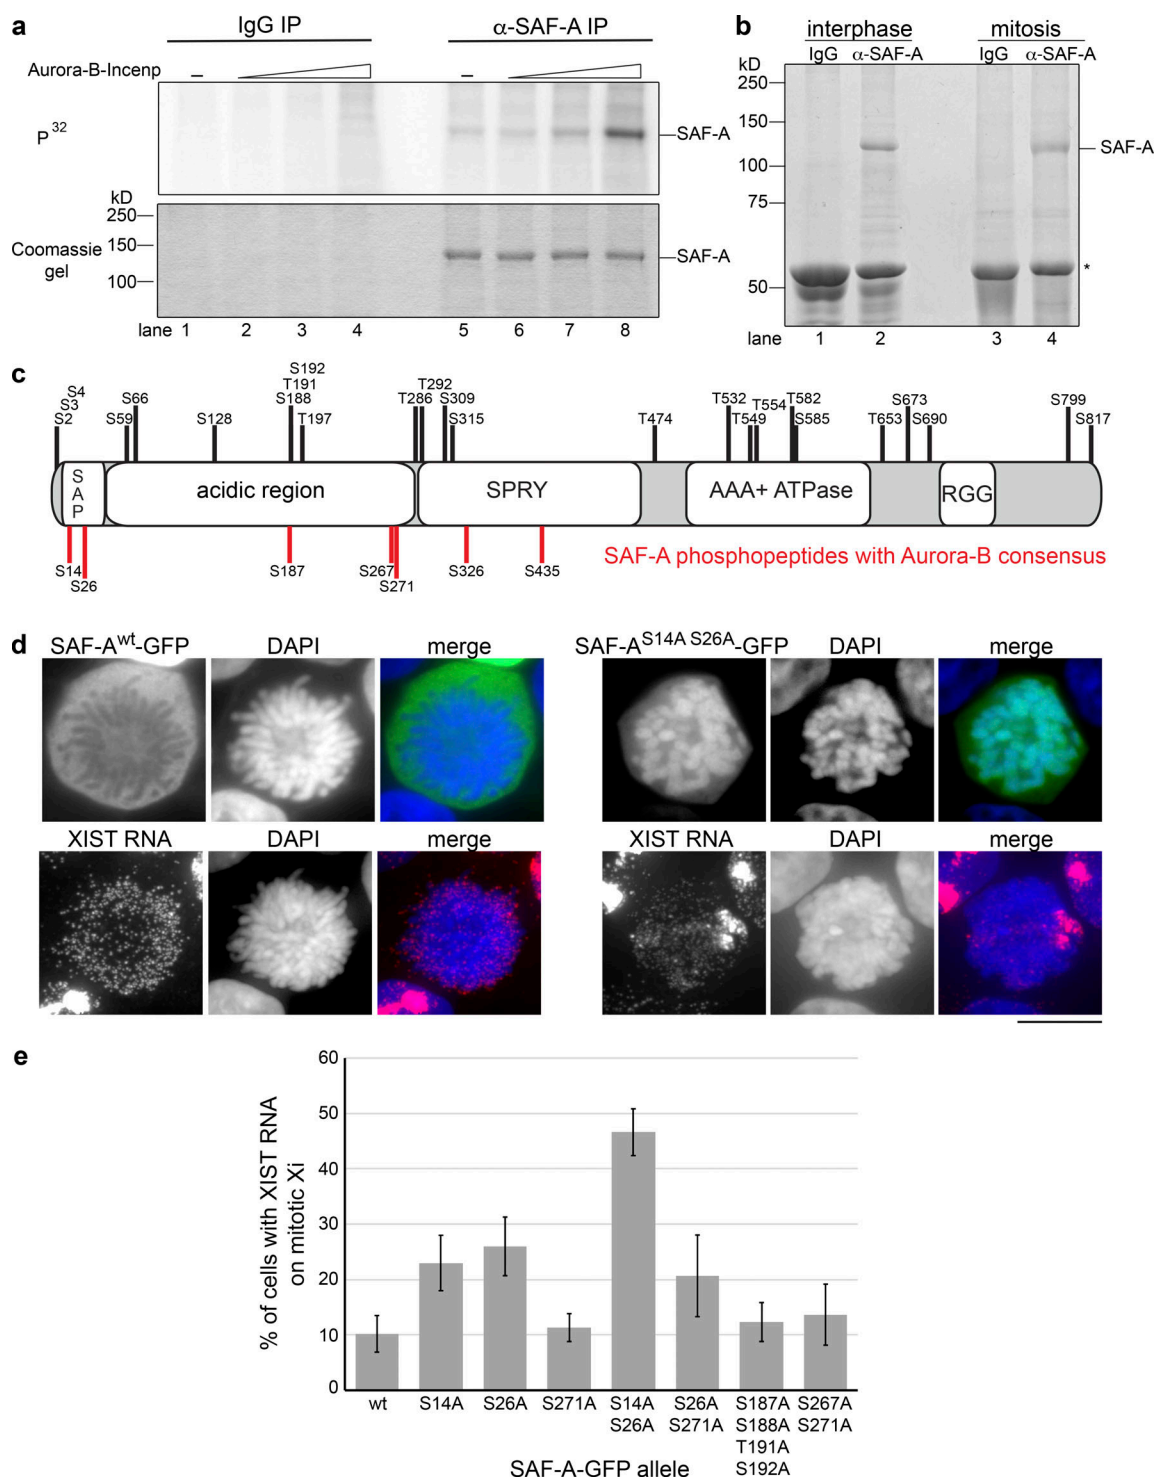 a
IgG IP
α-SAF-A IP
Aurora-B-Incenp
–
–
P32
SAF-A
kD
250
150
100
Coomassie
gel
SAF-A
lane 1 2 3 4 5 6 7 8
b
interphase mitosis
IgG α-SAF-A IgG α-SAF-A
kD
250
150
100
75
50
SAF-A
*
lane 1 2 3 4
c
S4
S3
S2
S66
S59
S128
S192
T191
S188
T197
T292
T286
S309
S315
T474
T532
T554
T549
T582
S585
S673
T653
S690
S799
S817
SAP
acidic region
SPRY
AAA+ ATPase
RGG
S14
S26
S187
S267
S271
S326
S435
SAF-A phosphopeptides with Aurora-B consensus
d
SAF-Awt-GFP DAPI merge
SAF-AS14A S26A-GFP DAPI merge
XIST RNA DAPI merge
XIST RNA DAPI merge
e
% of cells with XIST RNA
on mitotic Xi
60
50
40
30
20
10
0
wt S14A S26A S271A S14A S26A S187A S267A
S26A S271A S188A S271A
T191A
S192A
SAF-A-GFP allele